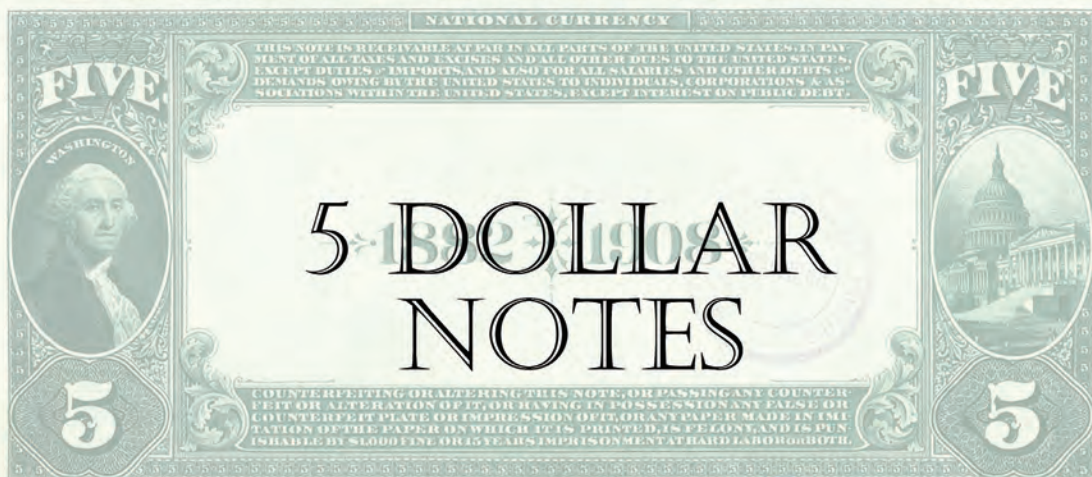 NATIONAL CURRENCY
THIS NOTE IS RECEIVABLE AT PAR IN ALL PARTS OF THE UNITED STATES, IN PAY
MENT OF ALL TAXES AND EXCISES AND ALL OTHER DUES TO THE UNITED STATES,
EXCEPT DUTIES ON IMPORTS, AND ALSO FOR ALL SALARIES AND OTHER DEBTS AND
DEMANDS OWING BY THE UNITED STATES TO INDIVIDUALS, CORPORATIONS & AS
SOCIATIONS WITHIN THE UNITED STATES, EXCEPT INTEREST ON PUBLIC DEBT.
FIVE
FIVE
WASHINGTON
1882 1908
5 DOLLAR
NOTES
5
5
COUNTERFEITING OR ALTERING THIS NOTE, OR PASSING ANY COUNTER
FEIT OR ALTERATION OF IT, OR HAVING IN POSSESSION ANY FALSE OR
COUNTERFEIT PLATE OR IMPRESSION OF IT, OR ANY PAPER MADE IN IMI
TATION OF THE PAPER ON WHICH IT IS PRINTED, IS FELONY, AND IS PUN
ISHABLE BY $1,000 FINE OR 15 YEARS IMPRISONMENT AT HARD LABOR OR BOTH.